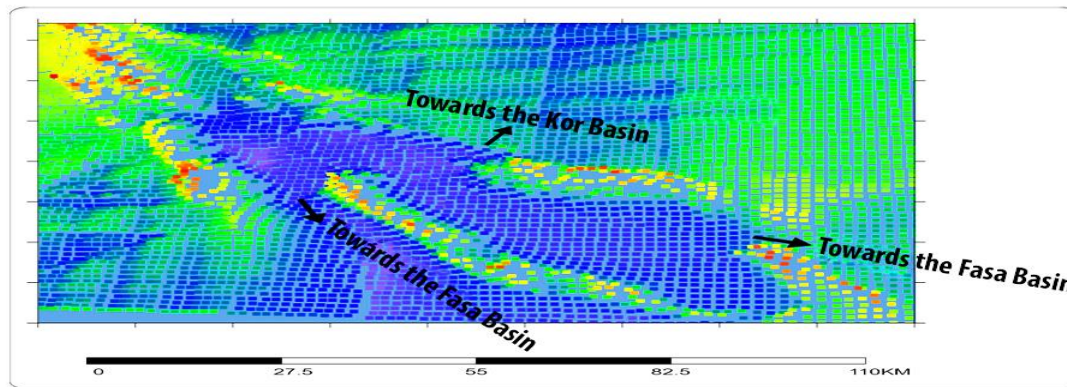 Towards the Kor Basin
Towards the Fasa Basin
Towards the Fasa Basin
0 27.5 55 82.5 110KM